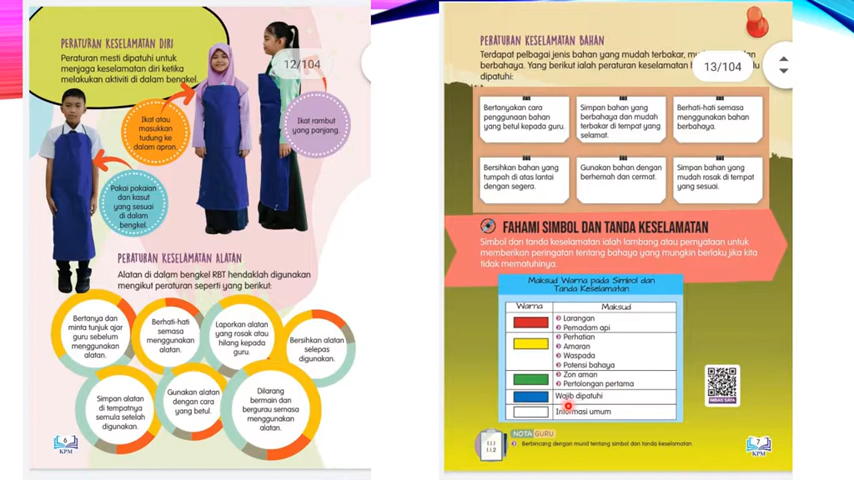 PERATURAN KESELAMATAN DIRI
Peraturan mesti dipatuhi untuk
menjaga keselamatan diri ketika
melakukan aktiviti di dalam bengkel.
12/104
Ikat atau
masukkan
tudung ke
dalam apron.
Ikat rambut
yang panjang.
Pakai pakaian
dan kasut
yang sesuai
di dalam
bengkel.
PERATURAN KESELAMATAN ALATAN
Alatan di dalam bengkel RBT hendaklah digunakan
mengikut peraturan seperti yang berikut:
Bertanya dan
minta tunjuk ajar
guru sebelum
menggunakan
alatan.
Berhati-hati
semasa
menggunakan
alatan.
Laporkan alatan
yang rosak atau
hilang kepada
guru.
Bersihkan alatan
selepas
digunakan.
Simpan alatan
di tempatnya
semula setelah
digunakan.
Gunakan alatan
dengan cara
yang betul.
Dilarang
bermain dan
bergurau semasa
menggunakan
alatan.
6
KPM
PERATURAN KESELAMATAN BAHAN
Terdapat pelbagai jenis bahan yang mudah terbakar,
berbahaya. Yang berikut ialah peraturan keselamatan
dipatuhi:
13/104
Bertanyakan cara
penggunaan bahan
yang betul kepada guru.
Simpan bahan yang
berbahaya dan mudah
terbakar di tempat yang
selamat.
Berhati-hati semasa
menggunakan bahan
berbahaya.
Bersihkan bahan yang
tumpah di atas lantai
dengan segera.
Gunakan bahan dengan
berhemah dan cermat.
Simpan bahan yang
mudah rosak di tempat
yang sesuai.
FAHAMI SIMBOL DAN TANDA KESELAMATAN
Simbol dan tanda keselamatan ialah lambang atau pernyataan untuk
memberikan peringatan tentang bahaya yang mungkin berlaku jika kita
tidak mematuhinya.
Maksud Warna pada Simbol dan
Tanda Keselamatan
Warna Maksud
Larangan
Pemadam api
Perhatian
Amaran
Waspada
Potensi bahaya
Zon aman
Pertolongan pertama
Wajib dipatuhi
Informasi umum
IMBAS SAYA
1.1.1
1.1.2
NOTA GURU
Berbincang dengan murid tentang simbol dan tanda keselamatan.
7
KPM